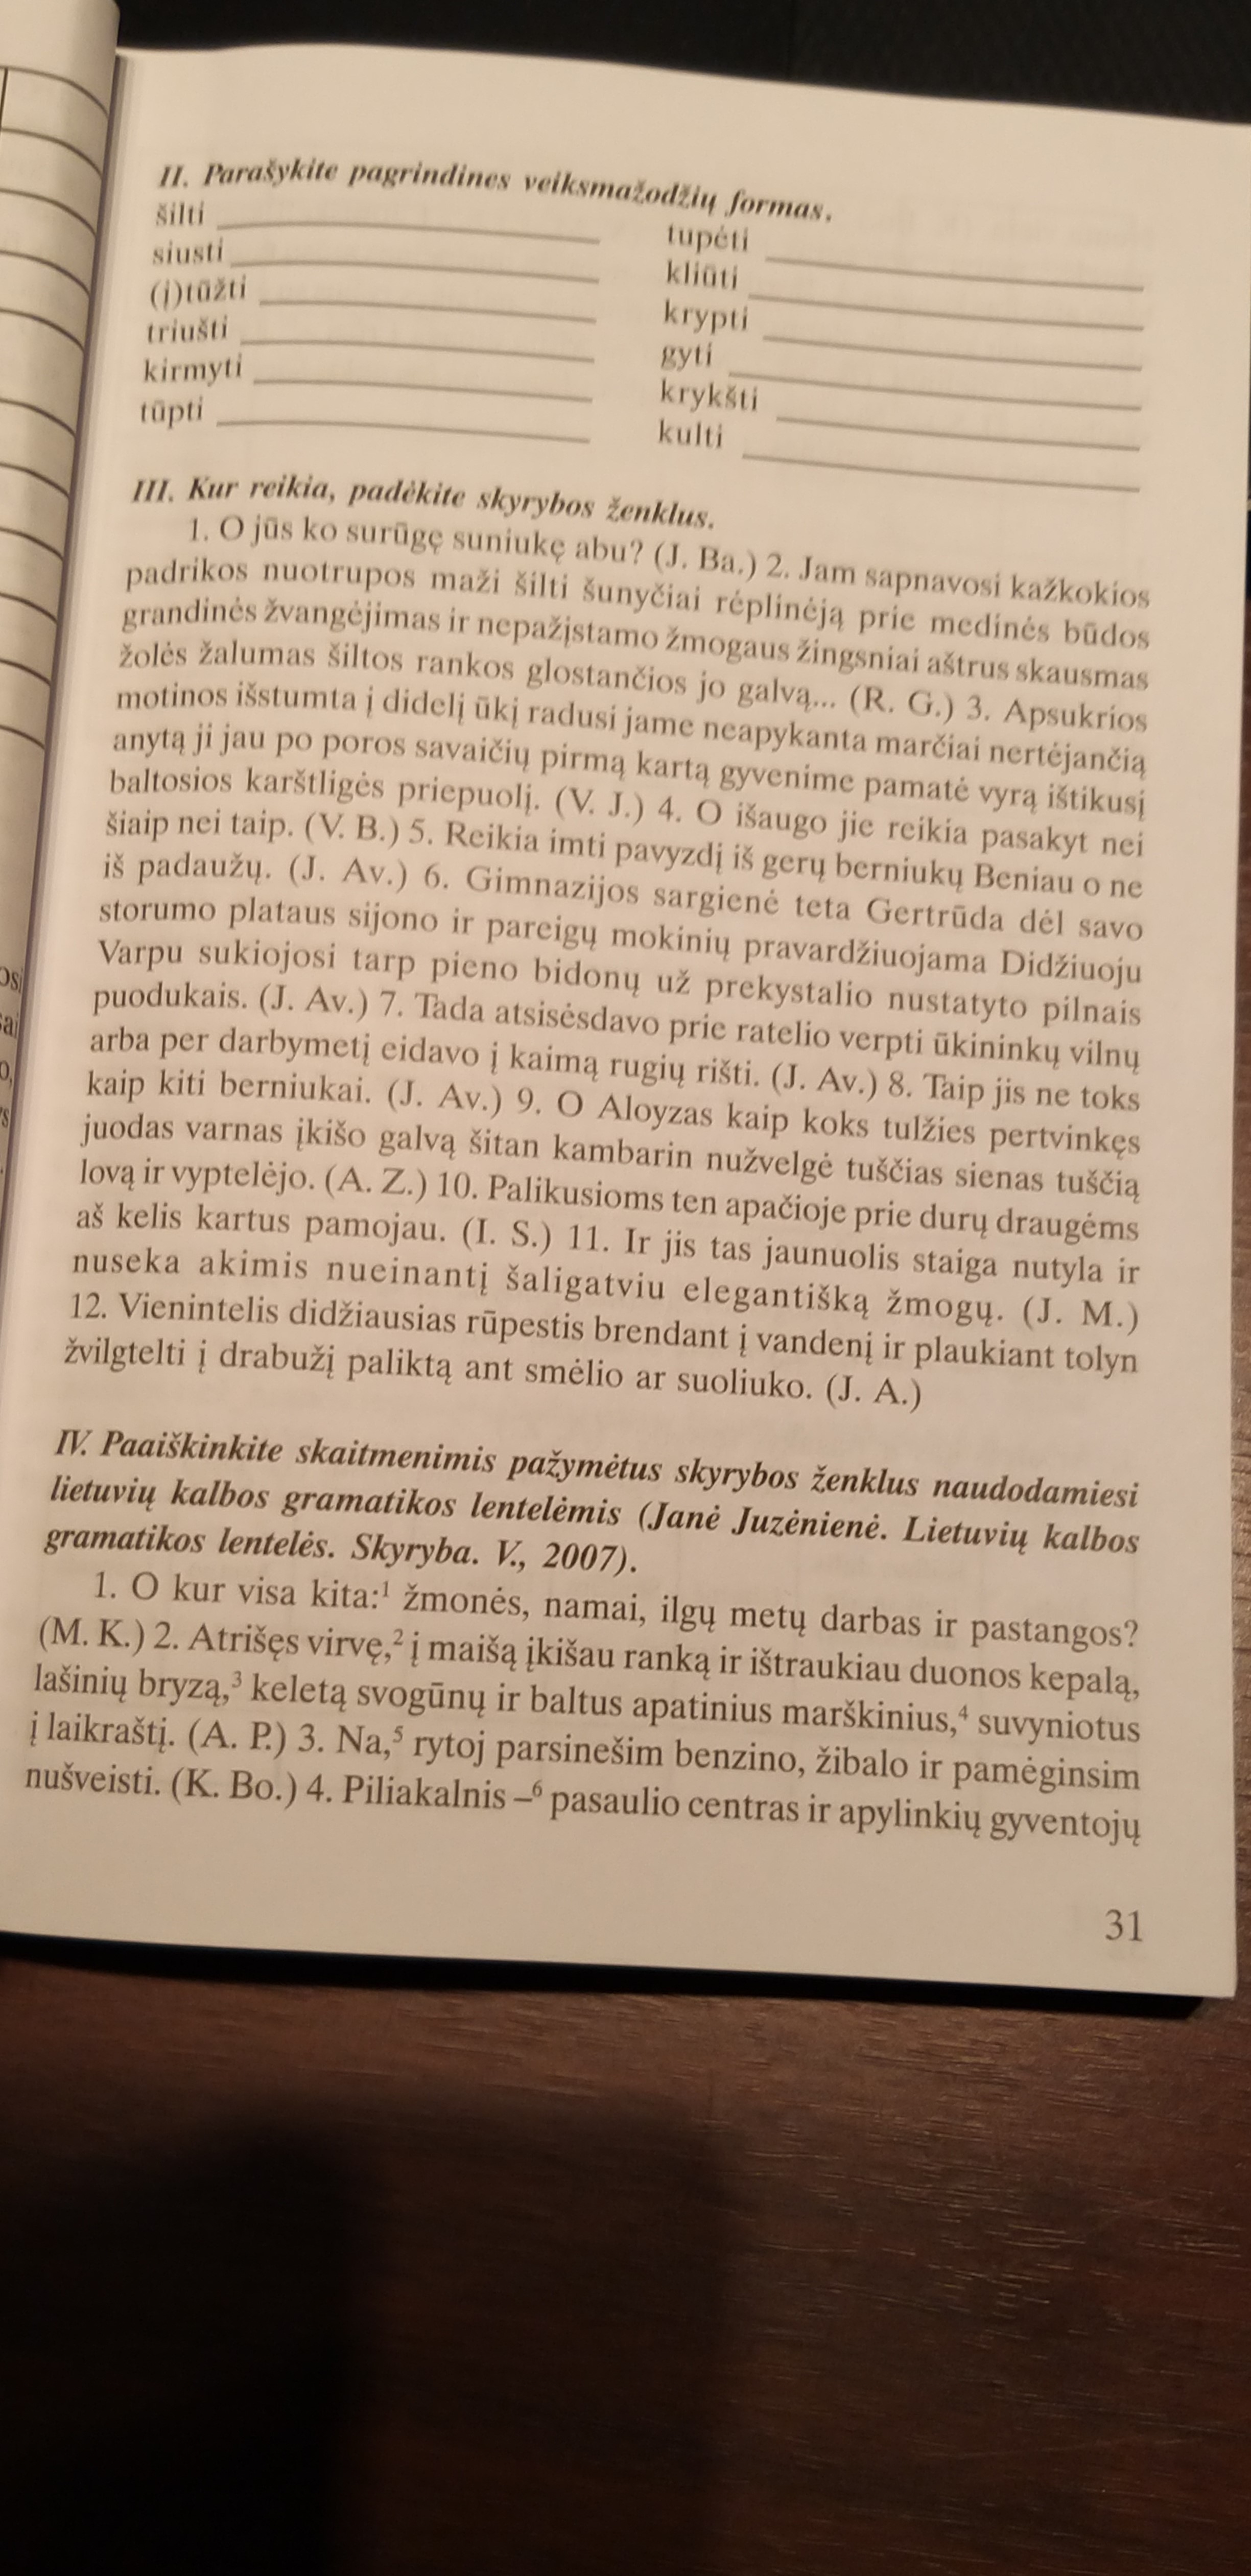 II. Parašykite pagrindines veiksmažodžių formas.
šilti
siusti
(į)tūžti
triušti
kirmyti
tūpti
tupėti
kliūti
krypti
gyti
krykšti
kulti
III. Kur reikia, padėkite skyrybos ženklus.
1. O jūs ko surūgę suniukę abu? (J. Ba.) 2. Jam sapnavosi kažkokios
padrikos nuotrupos maži šilti šunyčiai rėplinėją prie medinės būdos
grandinės žvangėjimas ir nepažįstamo žmogaus žingsniai aštrus skausmas
žolės žalumas šiltos rankos glostančios jo galvą... (R. G.) 3. Apsukrios
motinos išstumta į didelį ūkį radusi jame neapykanta marčiai nertėjančią
anytą ji jau po poros savaičių pirmą kartą gyvenime pamatė vyrą ištikusį
baltosios karštligės priepuolį. (V. J.) 4. O išaugo jie reikia pasakyt nei
šiaip nei taip. (V. B.) 5. Reikia imti pavyzdį iš gerų berniukų Beniau o ne
iš padaužų. (J. Av.) 6. Gimnazijos sargienė teta Gertrūda dėl savo
storumo plataus sijono ir pareigų mokinių pravardžiuojama Didžiuoju
Varpu sukiojosi tarp pieno bidonų už prekystalio nustatyto pilnais
puodukais. (J. Av.) 7. Tada atsisėsdavo prie ratelio verpti ūkininkų vilnų
arba per darbymetį eidavo į kaimą rugių rišti. (J. Av.) 8. Taip jis ne toks
kaip kiti berniukai. (J. Av.) 9. O Aloyzas kaip koks tulžies pertvinkęs
juodas varnas įkišo galvą šitan kambarin nužvelgė tuščias sienas tuščią
lovą ir vyptelėjo. (A. Z.) 10. Palikusioms ten apačioje prie durų draugėms
aš kelis kartus pamojau. (I. S.) 11. Ir jis tas jaunuolis staiga nutyla ir
nuseka akimis nueinantį šaligatviu elegantišką žmogų. (J. M.)
12. Vienintelis didžiausias rūpestis brendant į vandenį ir plaukiant tolyn
žvilgtelti į drabužį paliktą ant smėlio ar suoliuko. (J. A.)
IV. Paaiškinkite skaitmenimis pažymėtus skyrybos ženklus naudodamiesi
lietuvių kalbos gramatikos lentelėmis (Janė Juzėnienė. Lietuvių kalbos
gramatikos lentelės. Skyryba. V., 2007).
1. O kur visa kita:¹ žmonės, namai, ilgų metų darbas ir pastangos?
(M. K.) 2. Atrišęs virvę,² į maišą įkišau ranką ir ištraukiau duonos kepalą,
lašinių bryzą,³ keletą svogūnų ir baltus apatinius marškinius,⁴ suvyniotus
į laikraštį. (A. P.) 3. Na,⁵ rytoj parsinešim benzino, žibalo ir pamėginsim
nušveisti. (K. Bo.) 4. Piliakalnis –⁶ pasaulio centras ir apylinkių gyventojų
31